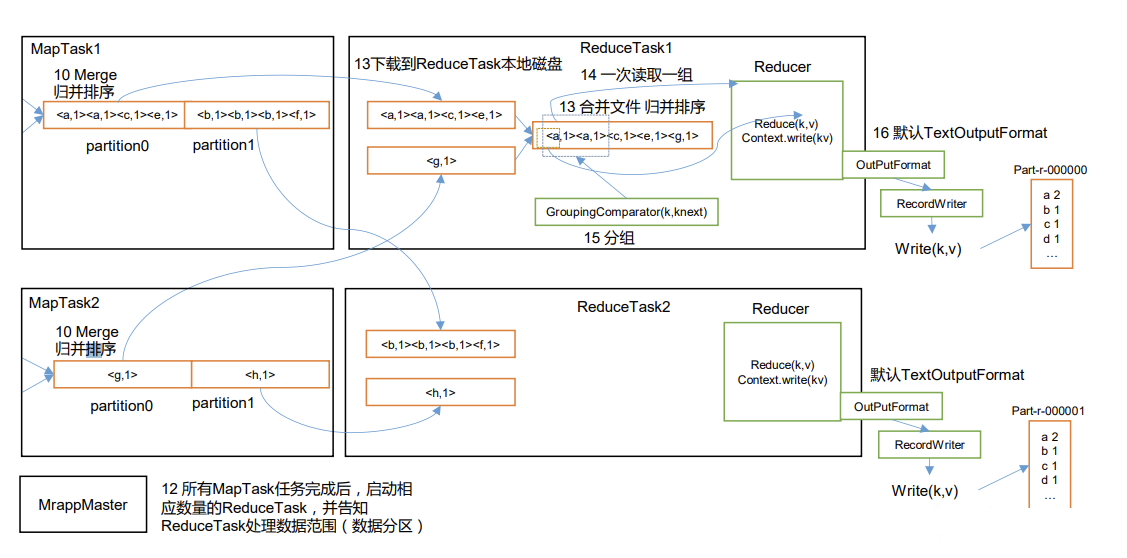 MapTask1
10 Merge
归并排序
<a,1><a,1><c,1><e,1>
<b,1><b,1><b,1><f,1>
partition0
partition1
ReduceTask1
13下载到ReduceTask本地磁盘
14 一次读取一组
Reducer
<a,1><a,1><c,1><e,1>
13 合并文件 归并排序
<a,1><a,1><c,1><e,1><g,1>
<g,1>
Reduce(k,v)
Context.write(kv)
GroupingComparator(k,knext)
15 分组
16 默认TextOutputFormat
OutPutFormat
RecordWriter
Write(k,v)
Part-r-000000
a 2
b 1
c 1
d 1
...
MapTask2
10 Merge
归并排序
<g,1>
<h,1>
partition0
partition1
ReduceTask2
Reducer
<b,1><b,1><b,1><f,1>
<h,1>
Reduce(k,v)
Context.write(kv)
默认TextOutputFormat
OutPutFormat
RecordWriter
Write(k,v)
Part-r-000001
a 2
b 1
c 1
d 1
...
MrappMaster
12 所有MapTask任务完成后，启动相
应数量的ReduceTask，并告知
ReduceTask处理数据范围（数据分区）